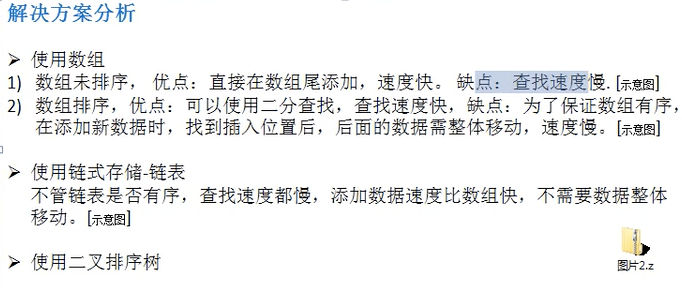 解决方案分析
➢ 使用数组
1) 数组未排序， 优点：直接在数组尾添加，速度快。 缺点：查找速度慢. [示意图]
2) 数组排序，优点：可以使用二分查找，查找速度快，缺点：为了保证数组有序，
在添加新数据时，找到插入位置后，后面的数据需整体移动，速度慢。[示意图]
➢ 使用链式存储-链表
不管链表是否有序，查找速度都慢，添加数据速度比数组快，不需要数据整体
移动。[示意图]
➢ 使用二叉排序树
图片2.z